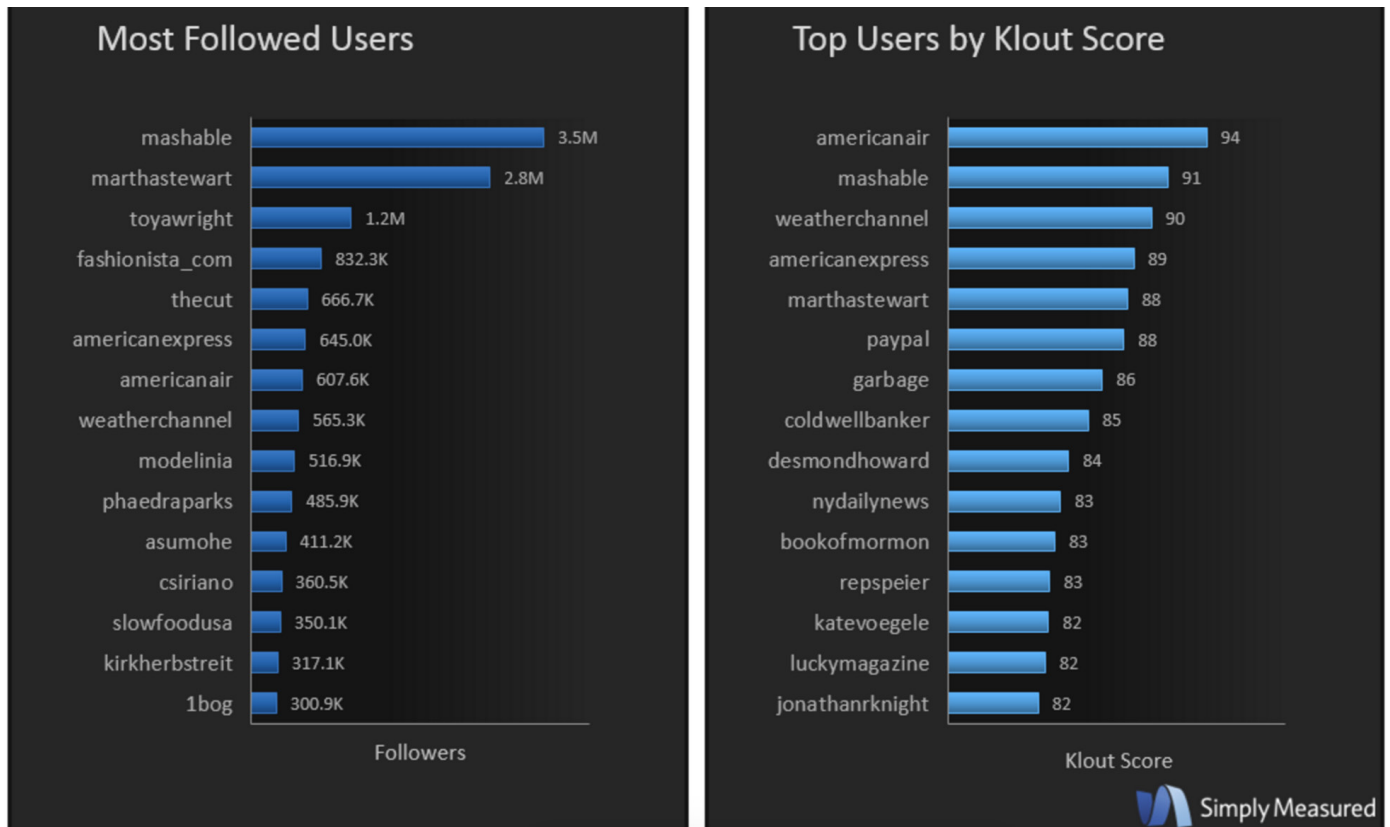 Most Followed Users
mashable 3.5M
marthastewart 2.8M
toyawright 1.2M
fashionista_com 832.3K
thecut 666.7K
americanexpress 645.0K
americanair 607.6K
weatherchannel 565.3K
modelinia 516.9K
phaedraparks 485.9K
asumohe 411.2K
csiriano 360.5K
slowfoodusa 350.1K
kirkherbstreit 317.1K
1bog 300.9K
Followers
Top Users by Klout Score
americanair 94
mashable 91
weatherchannel 90
americanexpress 89
marthastewart 88
paypal 88
garbage 86
coldwellbanker 85
desmondhoward 84
nydailynews 83
bookofmormon 83
repspeier 83
katevoegele 82
luckymagazine 82
jonathanrknight 82
Klout Score
Simply Measured